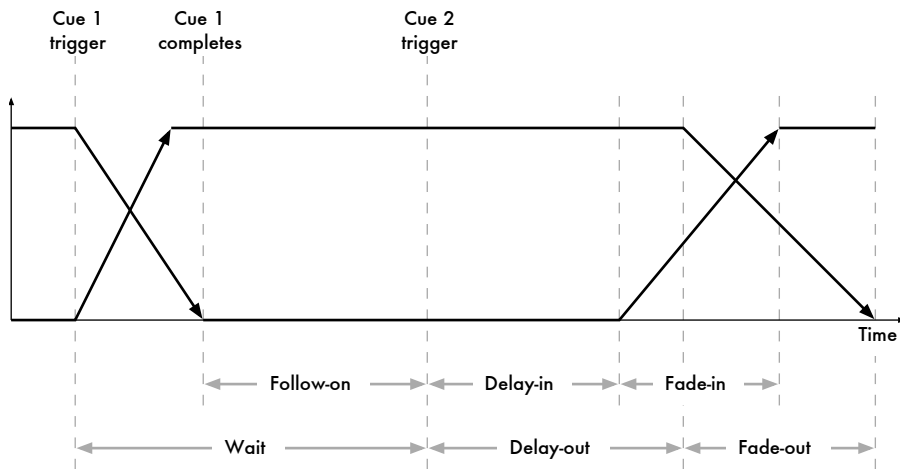 Cue 1
trigger
Cue 1
completes
Cue 2
trigger
Time
Follow-on
Delay-in
Fade-in
Wait
Delay-out
Fade-out